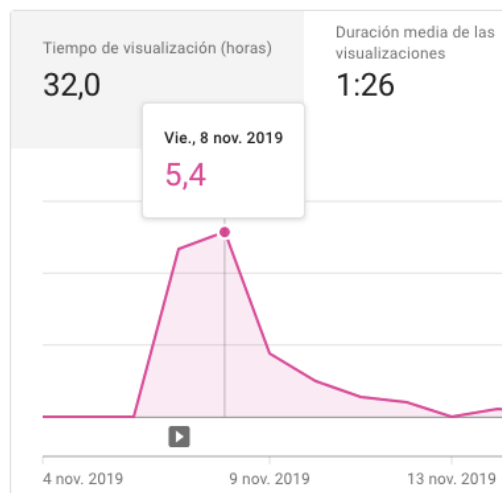 Tiempo de visualización (horas)
32,0
Duración media de las
visualizaciones
1:26
Vie., 8 nov. 2019
5,4
4 nov. 2019
9 nov. 2019
13 nov. 2019